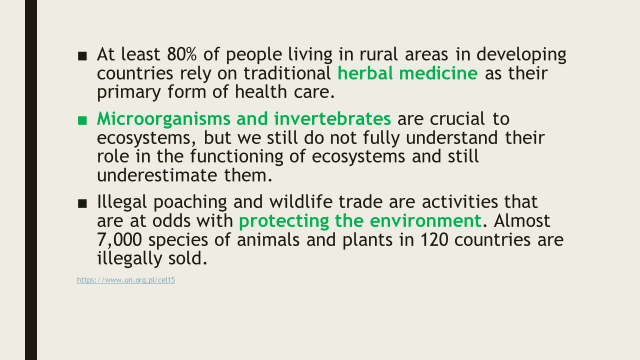 ■ At least 80% of people living in rural areas in developing
countries rely on traditional herbal medicine as their
primary form of health care.
■ Microorganisms and invertebrates are crucial to
ecosystems, but we still do not fully understand their
role in the functioning of ecosystems and still
underestimate them.
■ Illegal poaching and wildlife trade are activities that
are at odds with protecting the environment. Almost
7,000 species of animals and plants in 120 countries are
illegally sold.
https://www.un.org.pl/cel15